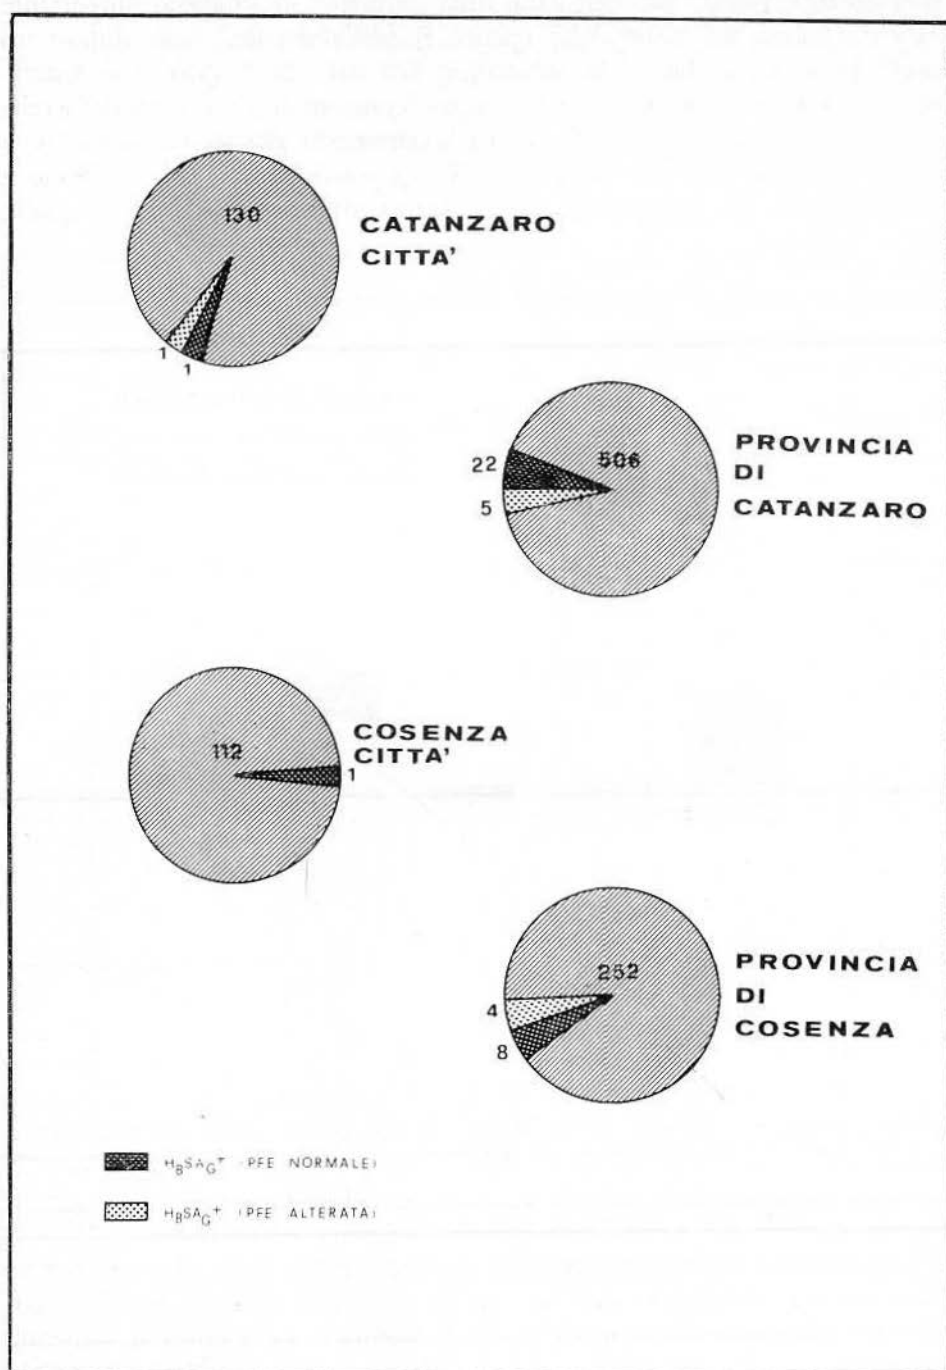 130
CATANZARO
CITTA'
1
1
22
506
5
PROVINCIA
DI
CATANZARO
112
COSENZA
CITTA'
1
252
4
8
PROVINCIA
DI
COSENZA
HBSAG+ (PFE NORMALE)
HBSAG+ (PFE ALTERATA)